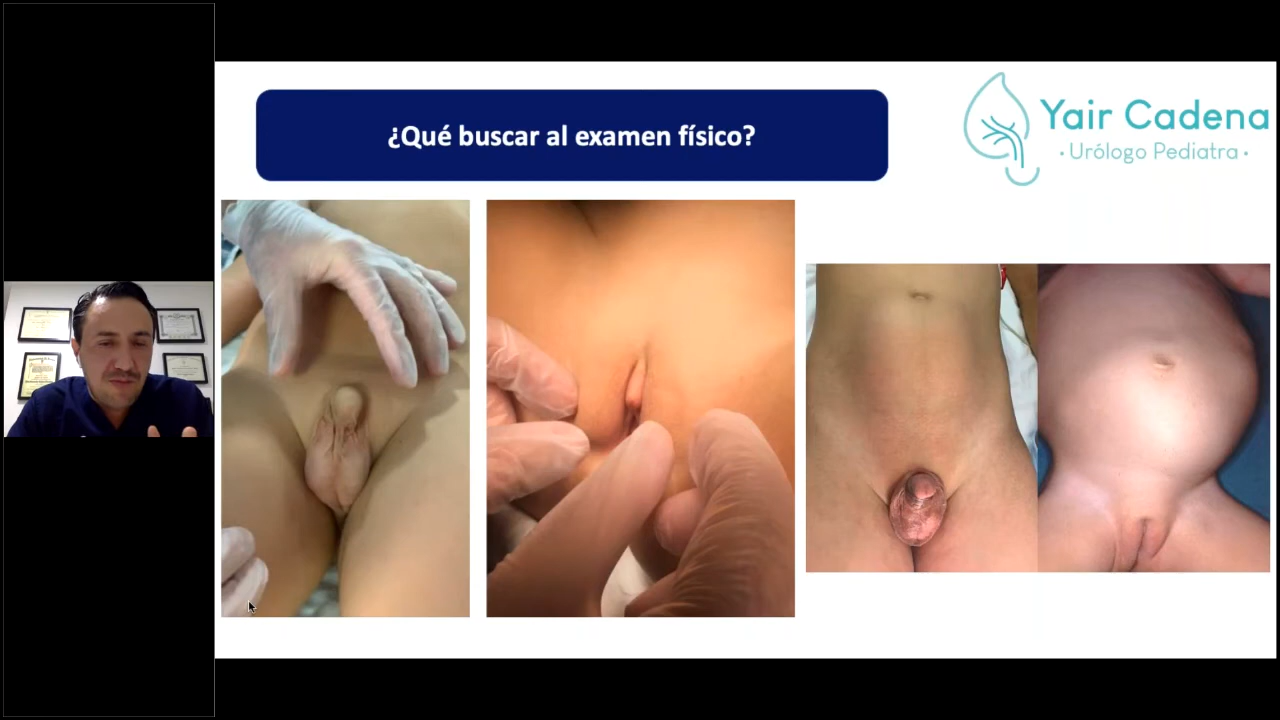 ¿Qué buscar al examen físico?
Yair Cadena
· Urólogo Pediatra ·